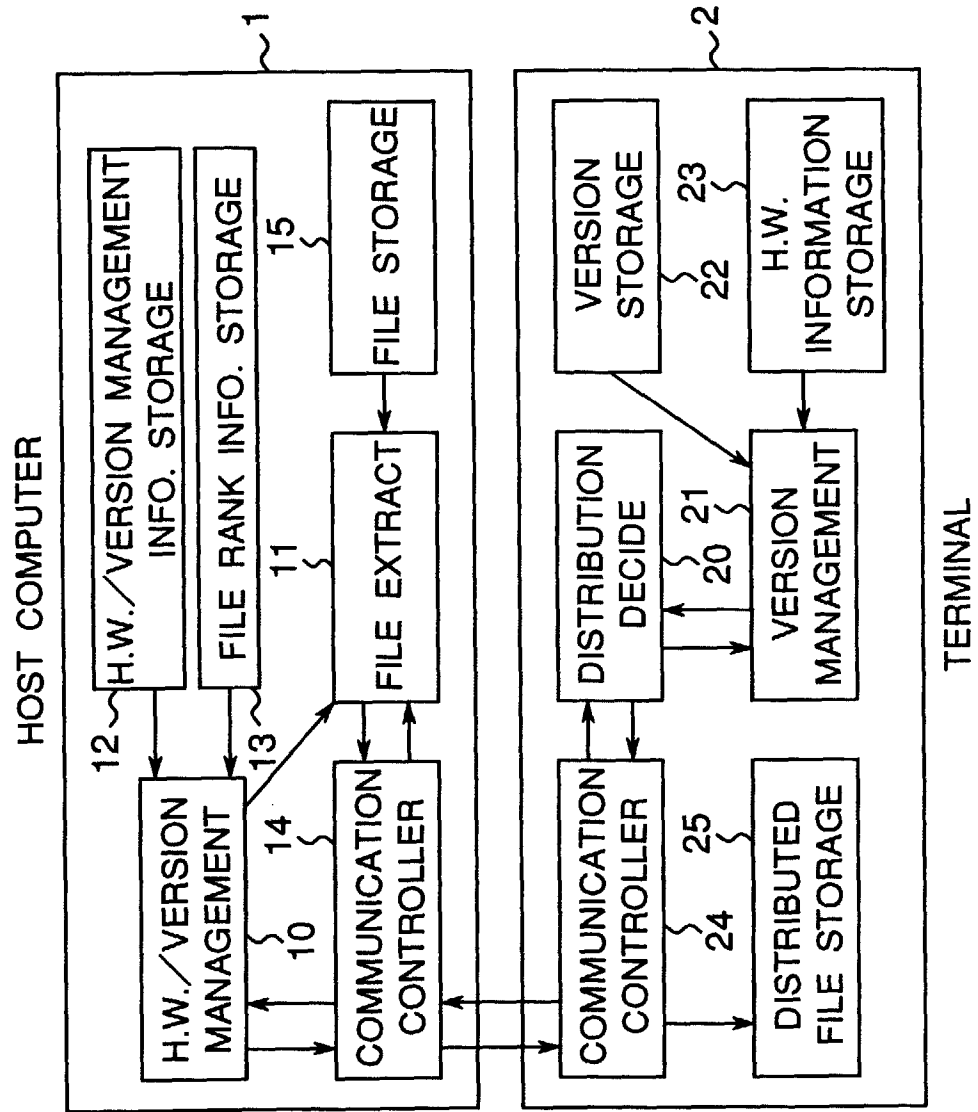 HOST COMPUTER
1
12
H.W./VERSION MANAGEMENT
INFO. STORAGE
13
FILE RANK INFO. STORAGE
H.W./VERSION
MANAGEMENT
10
11
FILE EXTRACT
15
FILE STORAGE
14
COMMUNICATION
CONTROLLER
2
COMMUNICATION
CONTROLLER
24
DISTRIBUTION
DECIDE
20
VERSION
STORAGE
22
25
DISTRIBUTED
FILE STORAGE
21
VERSION
MANAGEMENT
23
H.W.
INFORMATION
STORAGE
TERMINAL